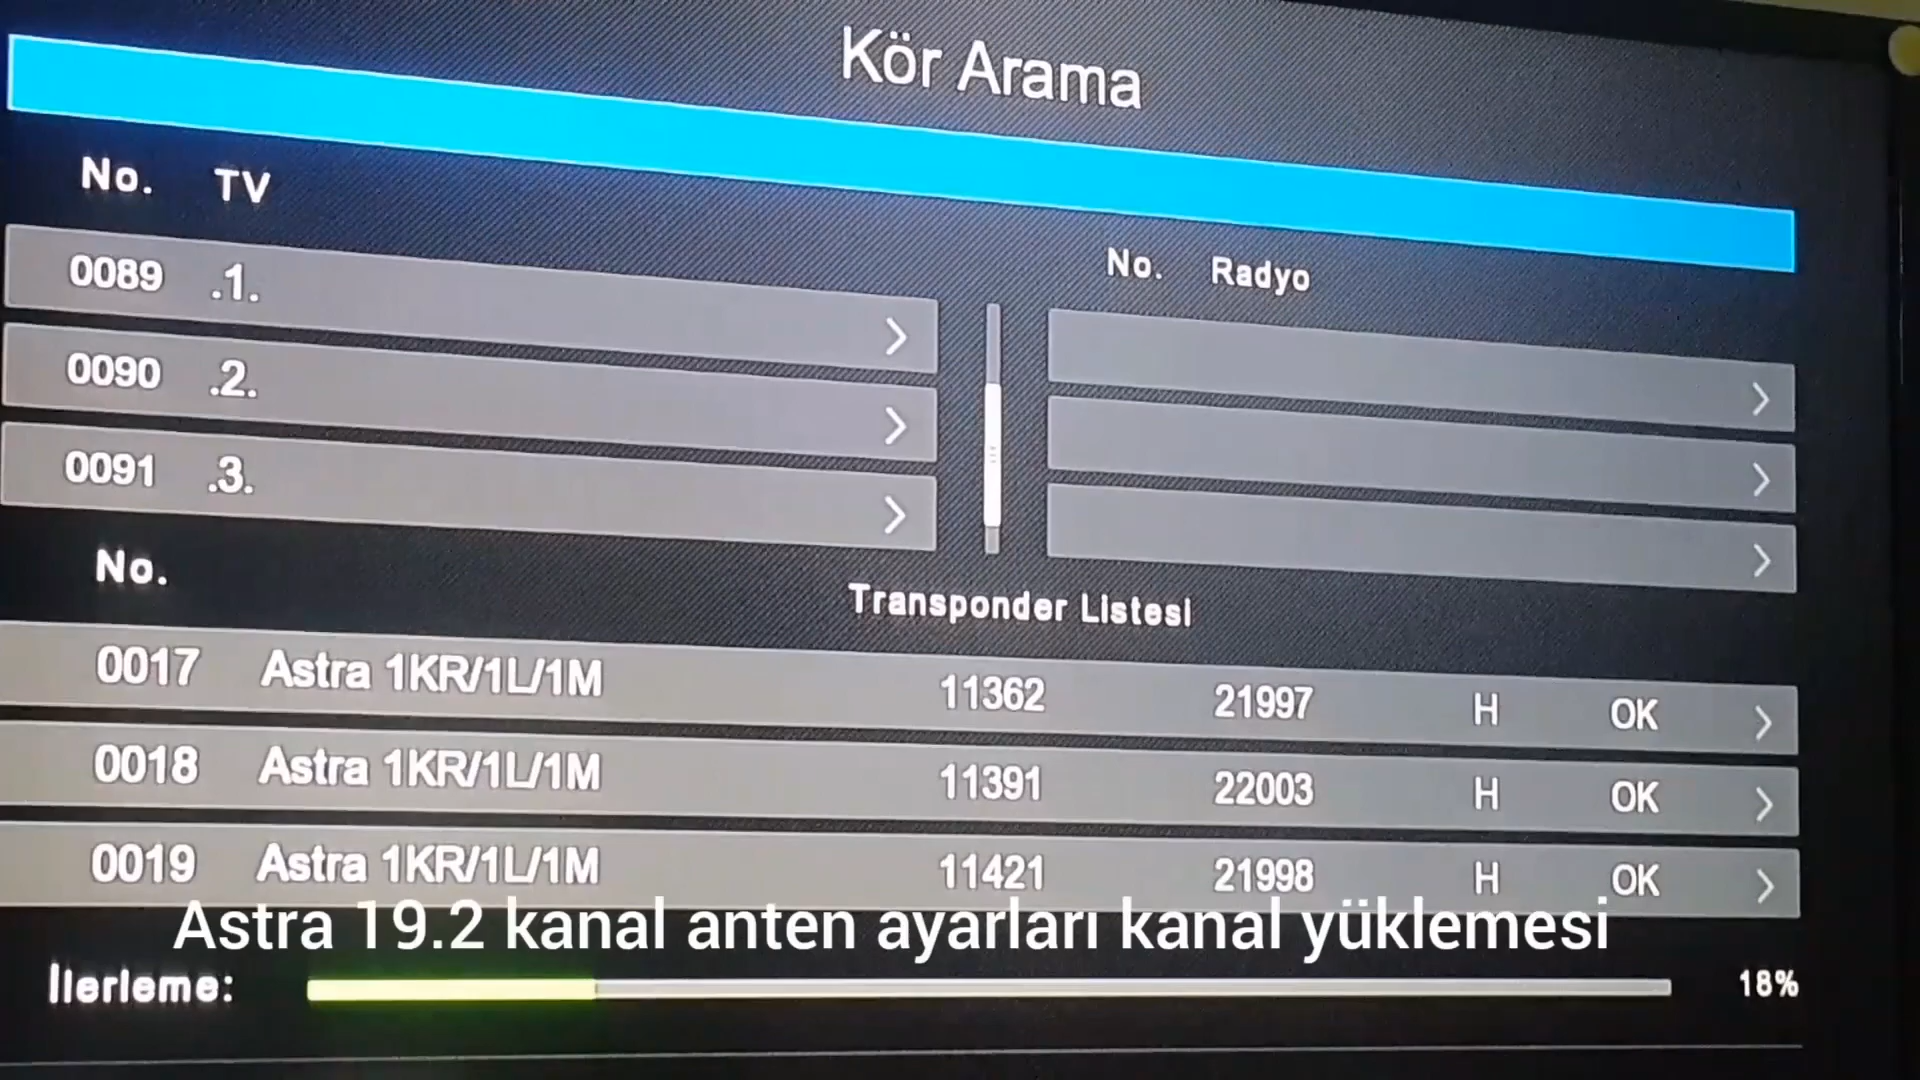 Kör Arama
No. TV
0089 .1.
0090 .2.
0091 .3.
No. Radyo
No.
Transponder Listesi
0017 Astra 1KR/1L/1M 11362 21997 H OK
0018 Astra 1KR/1L/1M 11391 22003 H OK
0019 Astra 1KR/1L/1M 11421 21998 H OK
Astra 19.2 kanal anten ayarları kanal yüklemesi
İlerleme: 18%